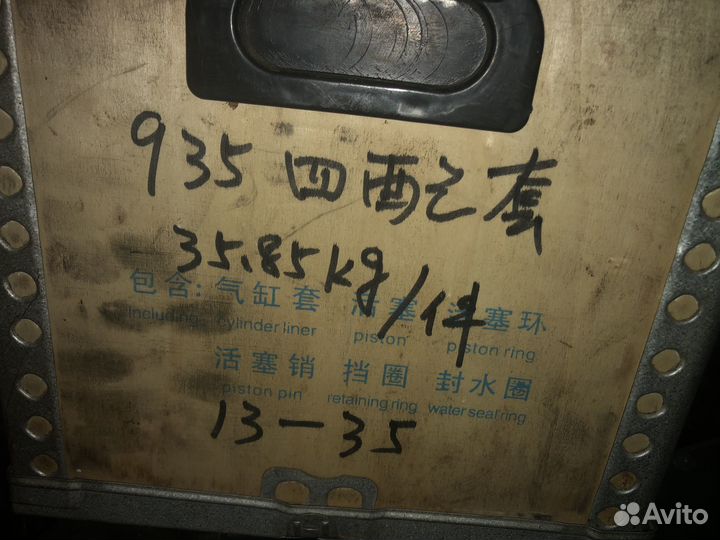 935 四配套
35.85kg/件
包含: 气缸套 活塞 活塞环
including cylinder liner piston piston ring
活塞销 挡圈 封水圈
piston pin retaining ring water seal ring
13-35
Avito